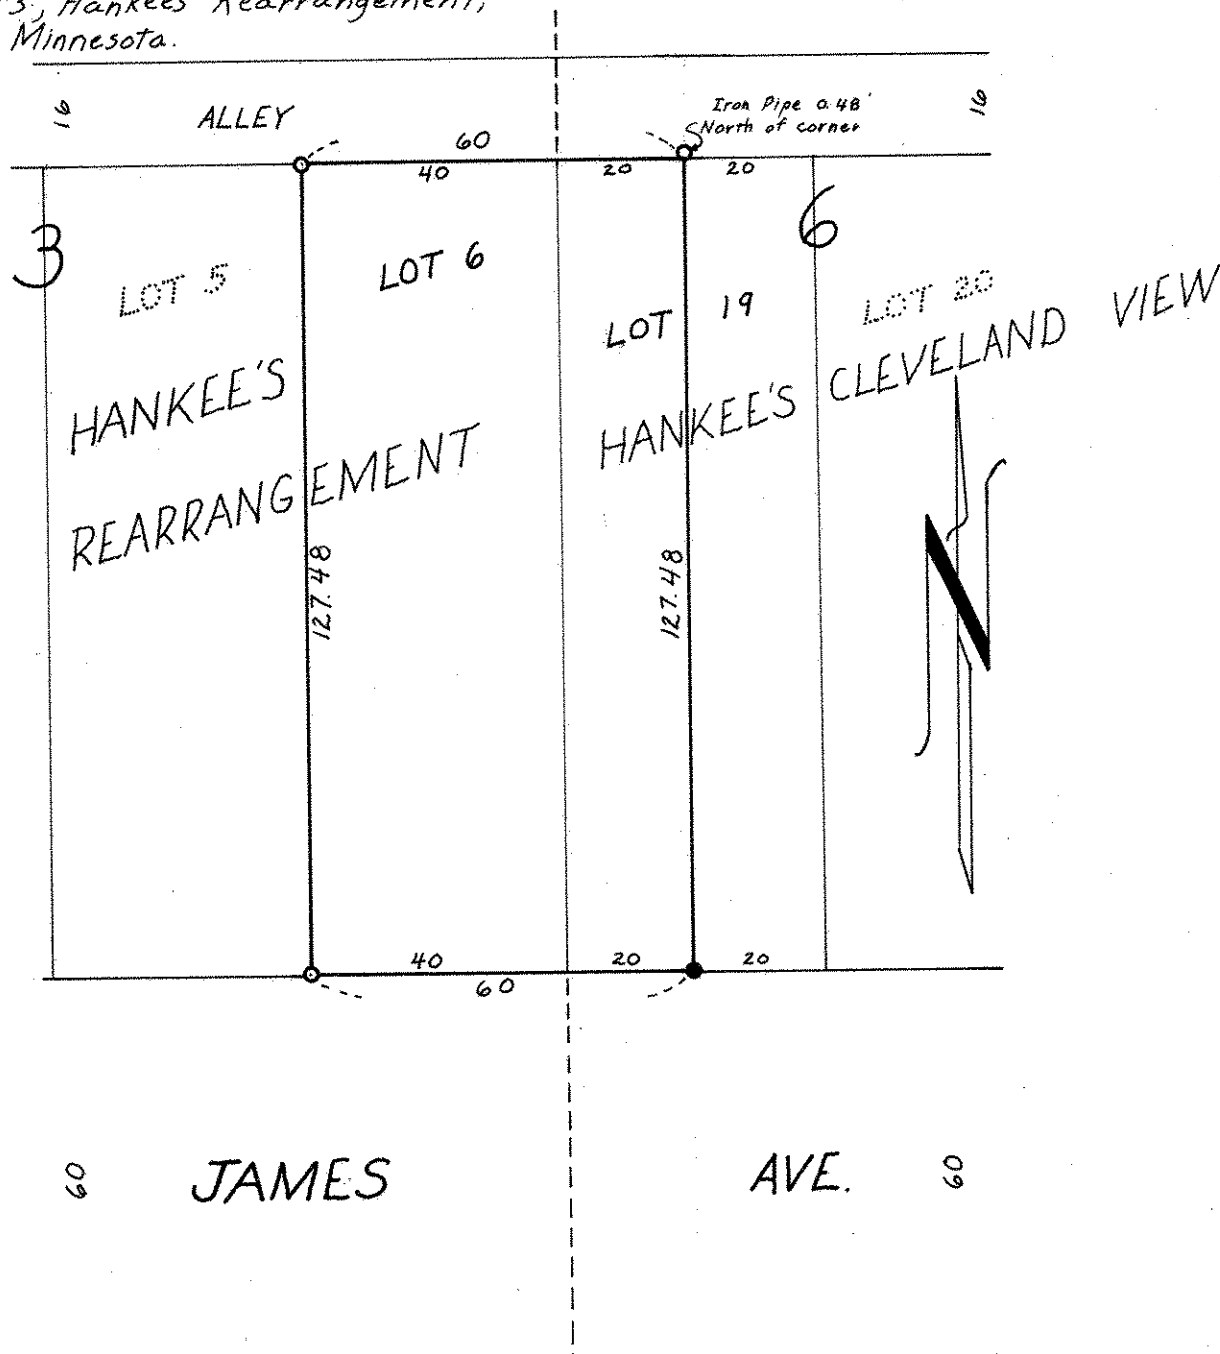 3., Hankees Rearrangement,
Minnesota.
16
ALLEY
Iron Pipe 0.48'
North of corner
16
60
40
20
20
3
6
LOT 5
LOT 6
LOT 19
LOT 20
HANKEE'S
REARRANGEMENT
HANKEE'S CLEVELAND VIEW
127.48
127.48
N
40
20
20
60
60
JAMES
AVE.
60